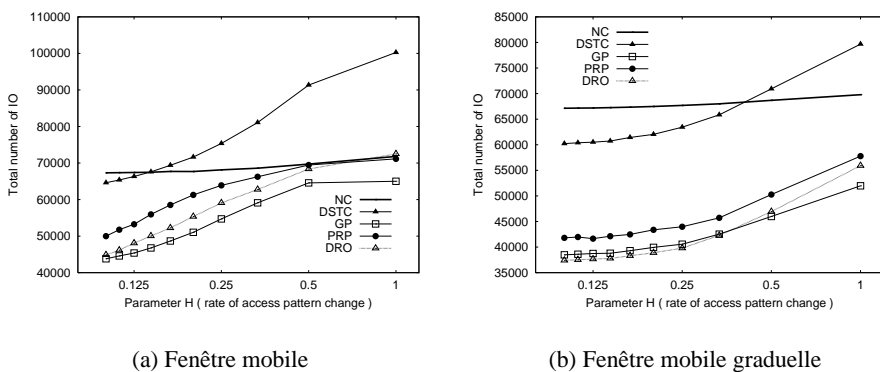 110000
100000
90000
80000
70000
60000
50000
40000
Total number of IO
0.125
0.25
0.5
1
Parameter H ( rate of access pattern change )
NC
DSTC
GP
PRP
DRO
(a) Fenêtre mobile
85000
80000
75000
70000
65000
60000
55000
50000
45000
40000
35000
Total number of IO
0.125
0.25
0.5
1
Parameter H ( rate of access pattern change )
NC
DSTC
GP
PRP
DRO
(b) Fenêtre mobile graduelle